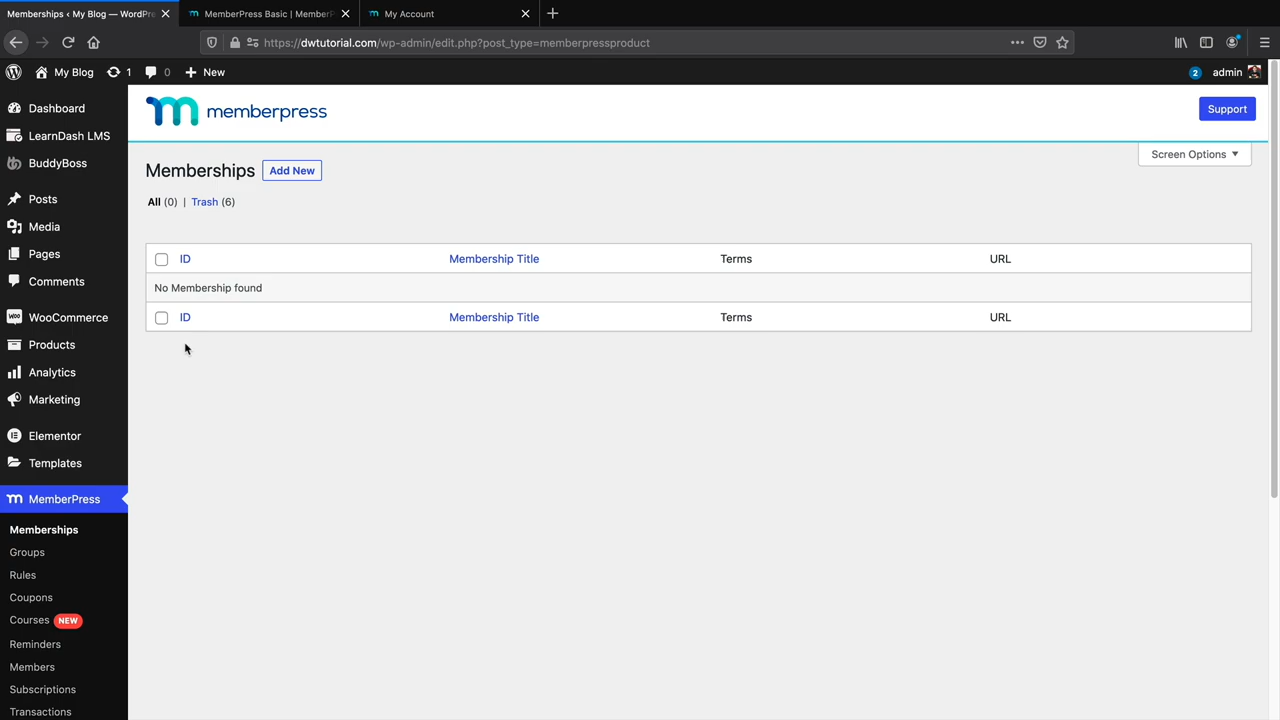 Memberships ‹ My Blog — WordPre
MemberPress Basic | MemberP
My Account
https://dwtutorial.com/wp-admin/edit.php?post_type=memberpressproduct
My Blog
1
0
New
2
admin
Dashboard
LearnDash LMS
BuddyBoss
Posts
Media
Pages
Comments
WooCommerce
Products
Analytics
Marketing
Elementor
Templates
MemberPress
Memberships
Groups
Rules
Coupons
Courses NEW
Reminders
Members
Subscriptions
Transactions
memberpress
Support
Screen Options
Memberships Add New
All (0) | Trash (6)
ID Membership Title Terms URL
No Membership found
ID Membership Title Terms URL